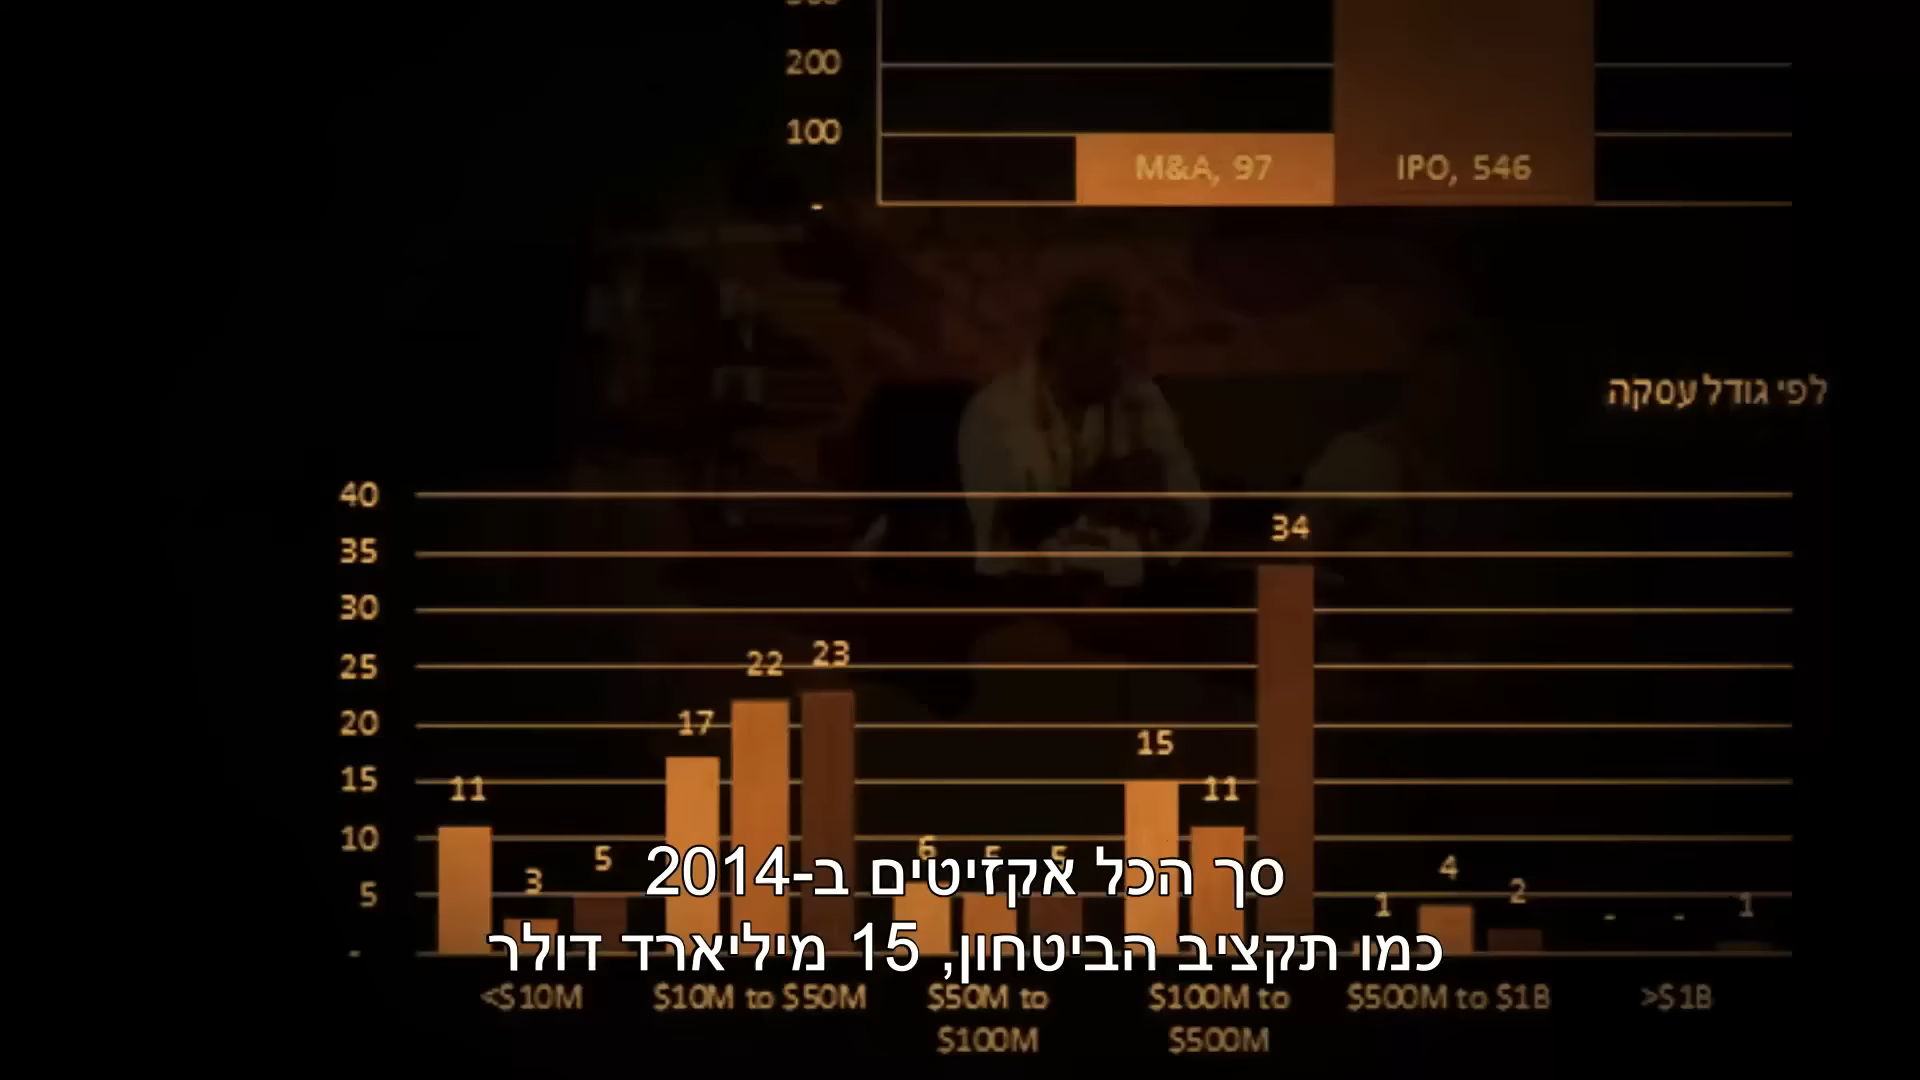 200
100
-
M&A, 97
IPO, 546
לפי גודל עסקה
40
35
30
25
20
15
10
5
-
11 3 5
17 22 23
6 5 5
15 11 34
1 4 2
- - 1
סך הכל אקזיטים ב-2014
כמו תקציב הביטחון, 15 מיליארד דולר
<$10M
$10M to $50M
$50M to
$100M
$100M to
$500M
$500M to $1B
>$1B